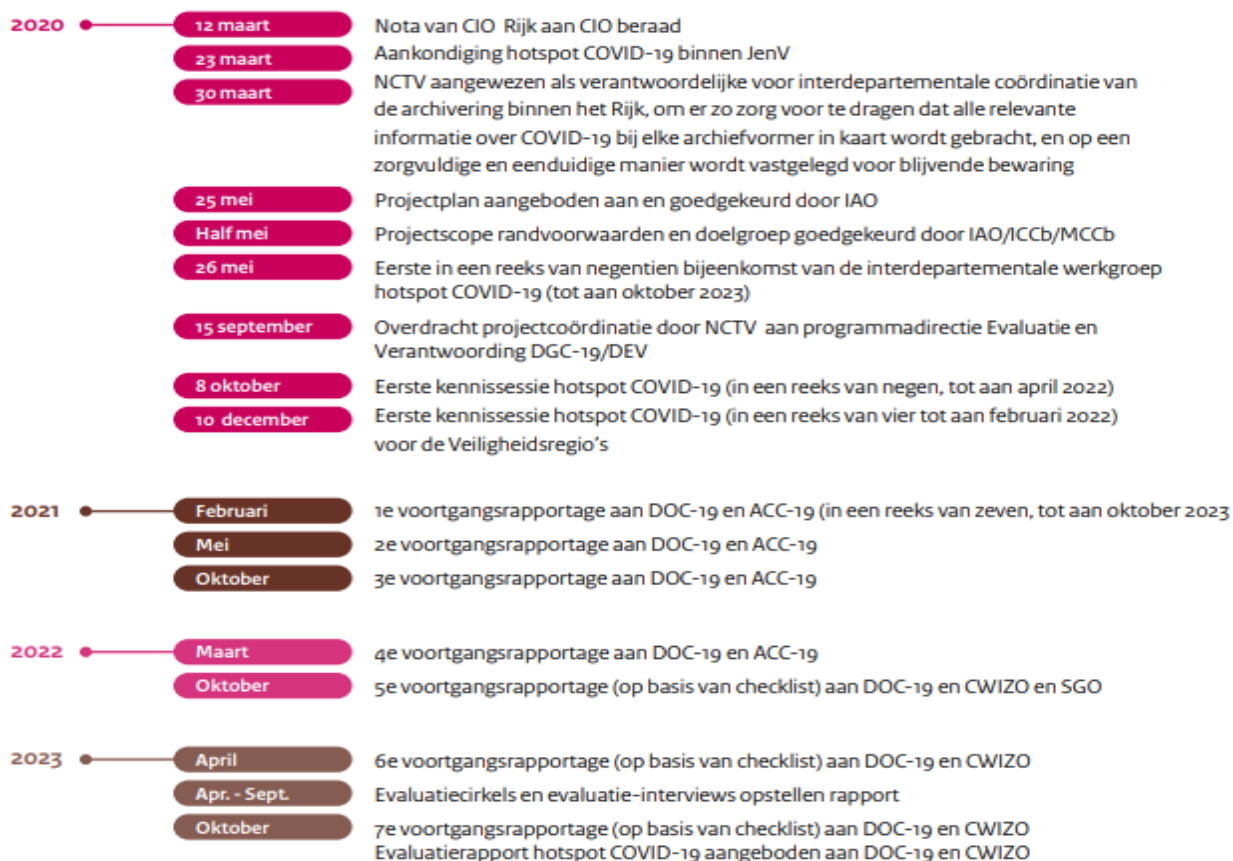 2020
12 maart Nota van CIO Rijk aan CIO beraad
23 maart Aankondiging hotspot COVID-19 binnen JenV
30 maart NCTV aangewezen als verantwoordelijke voor interdepartementale coördinatie van
de archivering binnen het Rijk, om er zo zorg voor te dragen dat alle relevante
informatie over COVID-19 bij elke archiefvormer in kaart wordt gebracht, en op een
zorgvuldige en eenduidige manier wordt vastgelegd voor blijvende bewaring
25 mei Projectplan aangeboden aan en goedgekeurd door IAO
Half mei Projectscope randvoorwaarden en doelgroep goedgekeurd door IAO/ICCb/MCCb
26 mei Eerste in een reeks van negentien bijeenkomst van de interdepartementale werkgroep
hotspot COVID-19 (tot aan oktober 2023)
15 september Overdracht projectcoördinatie door NCTV aan programmadirectie Evaluatie en
Verantwoording DGC-19/DEV
8 oktober Eerste kennissessie hotspot COVID-19 (in een reeks van negen, tot aan april 2022)
10 december Eerste kennissessie hotspot COVID-19 (in een reeks van vier tot aan februari 2022)
voor de Veiligheidsregio's
2021
Februari 1e voortgangsrapportage aan DOC-19 en ACC-19 (in een reeks van zeven, tot aan oktober 2023
Mei 2e voortgangsrapportage aan DOC-19 en ACC-19
Oktober 3e voortgangsrapportage aan DOC-19 en ACC-19
2022
Maart 4e voortgangsrapportage aan DOC-19 en ACC-19
Oktober 5e voortgangsrapportage (op basis van checklist) aan DOC-19 en CWIZO en SGO
2023
April 6e voortgangsrapportage (op basis van checklist) aan DOC-19 en CWIZO
Apr. - Sept. Evaluatiecirkels en evaluatie-interviews opstellen rapport
Oktober 7e voortgangsrapportage (op basis van checklist) aan DOC-19 en CWIZO
Evaluatierapport hotspot COVID-19 aangeboden aan DOC-19 en CWIZO